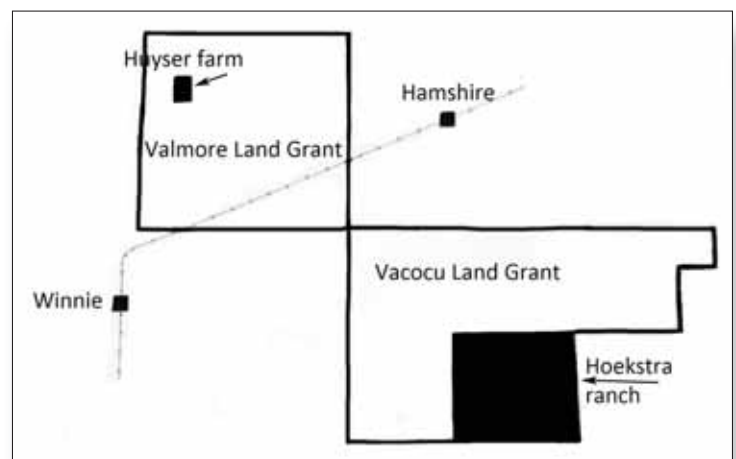 Huyser farm
Hamshire
Valmore Land Grant
Vacocu Land Grant
Winnie
Hoekstra
ranch